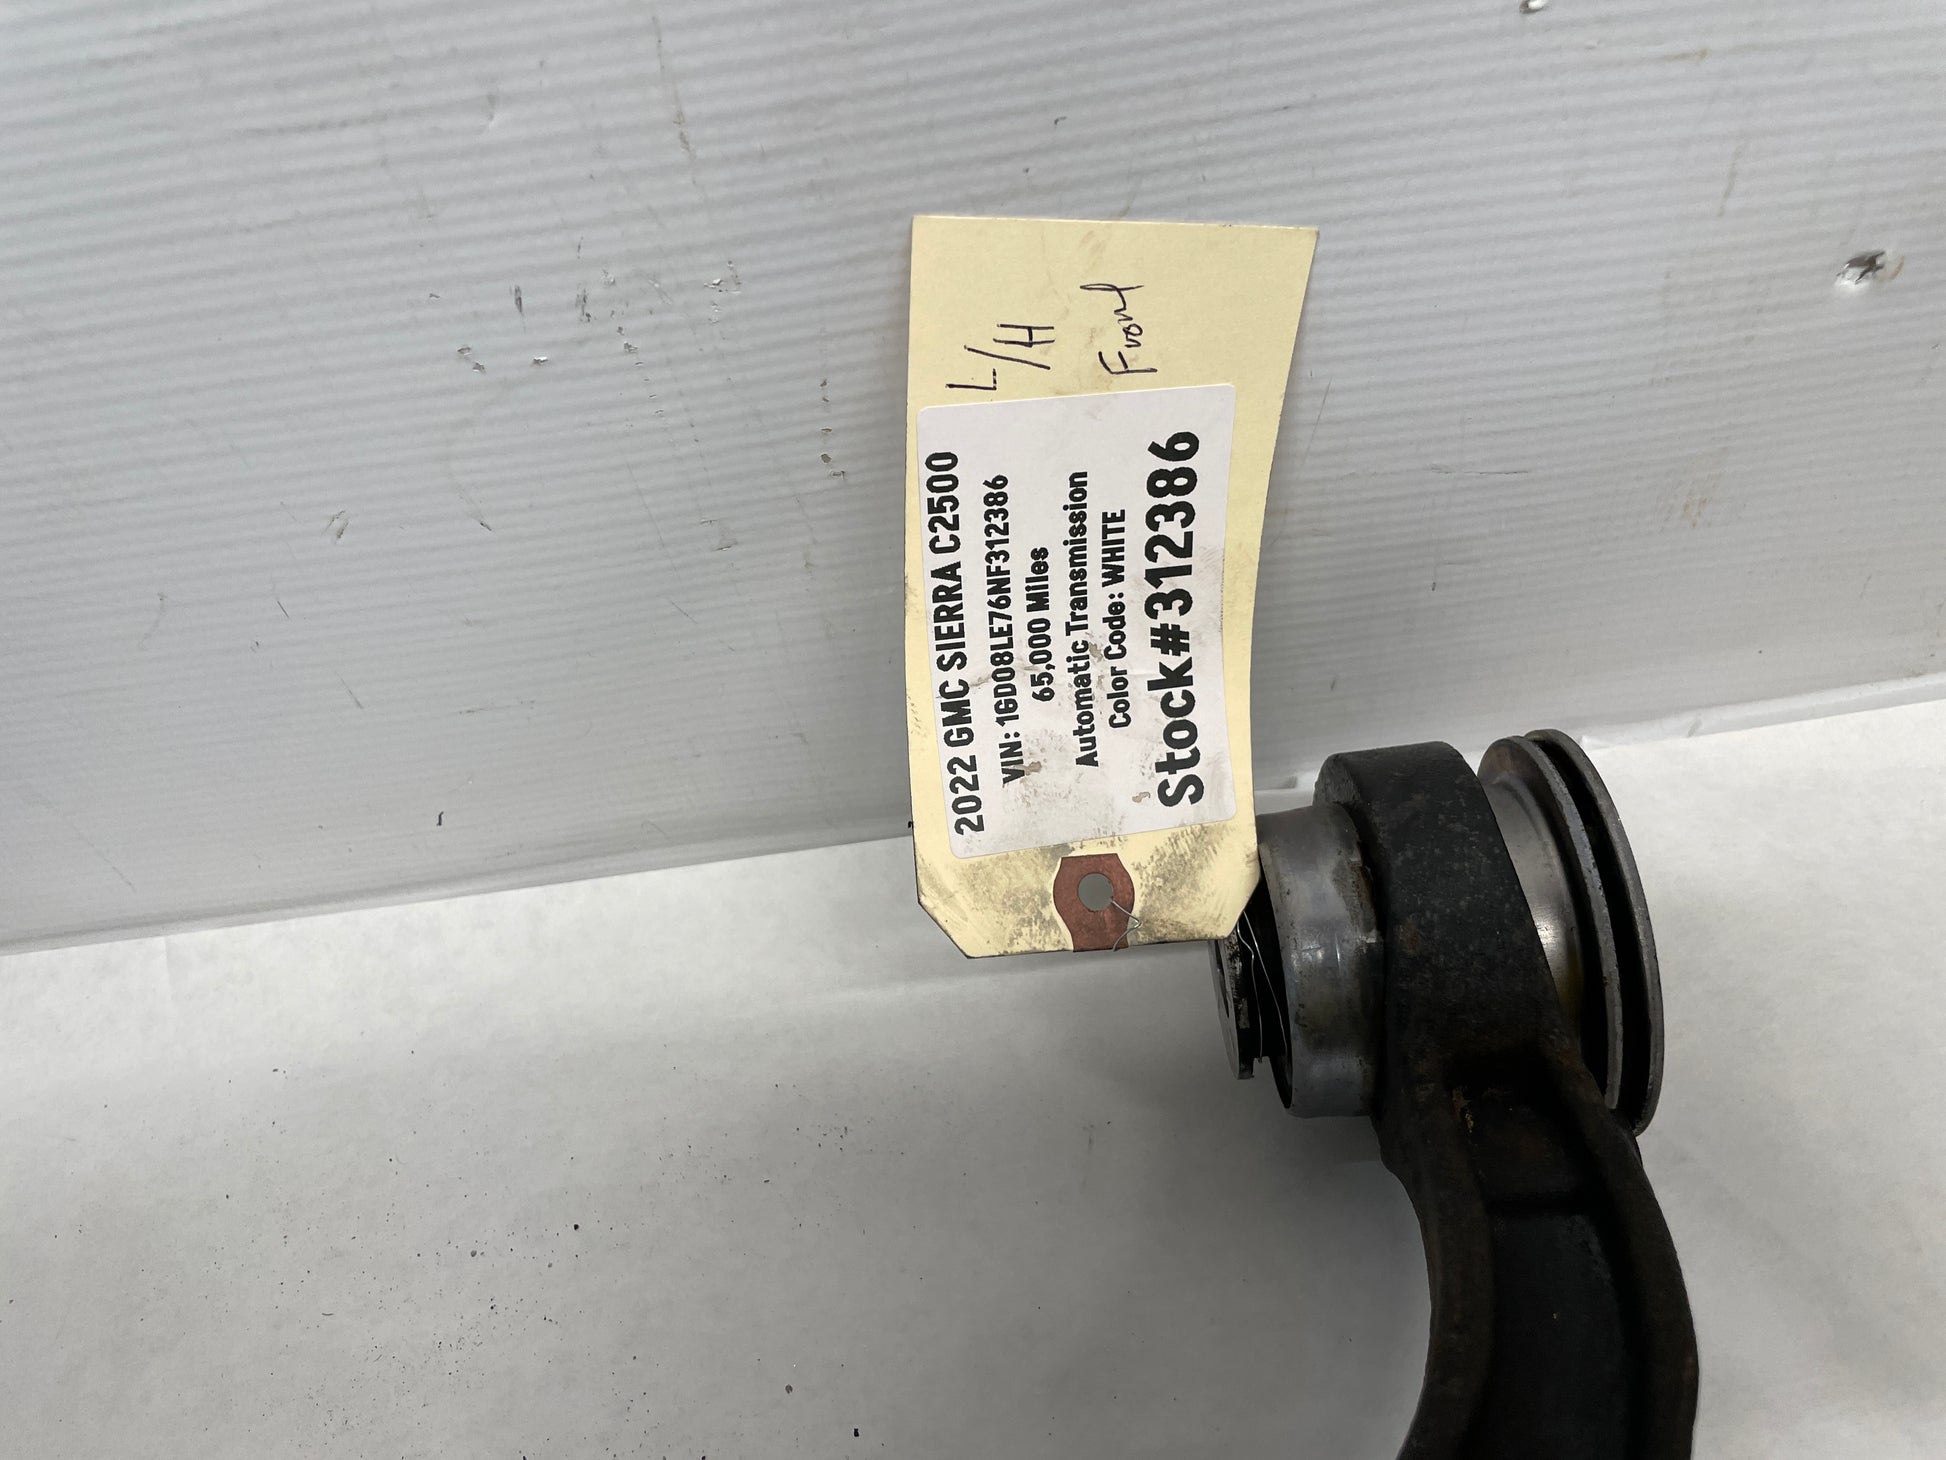 L/H
Front
2022 GMC SIERRA C2500
VIN: 1GD08LE76NF312386
65,000 Miles
Automatic Transmission
Color Code: WHITE
Stock#312386